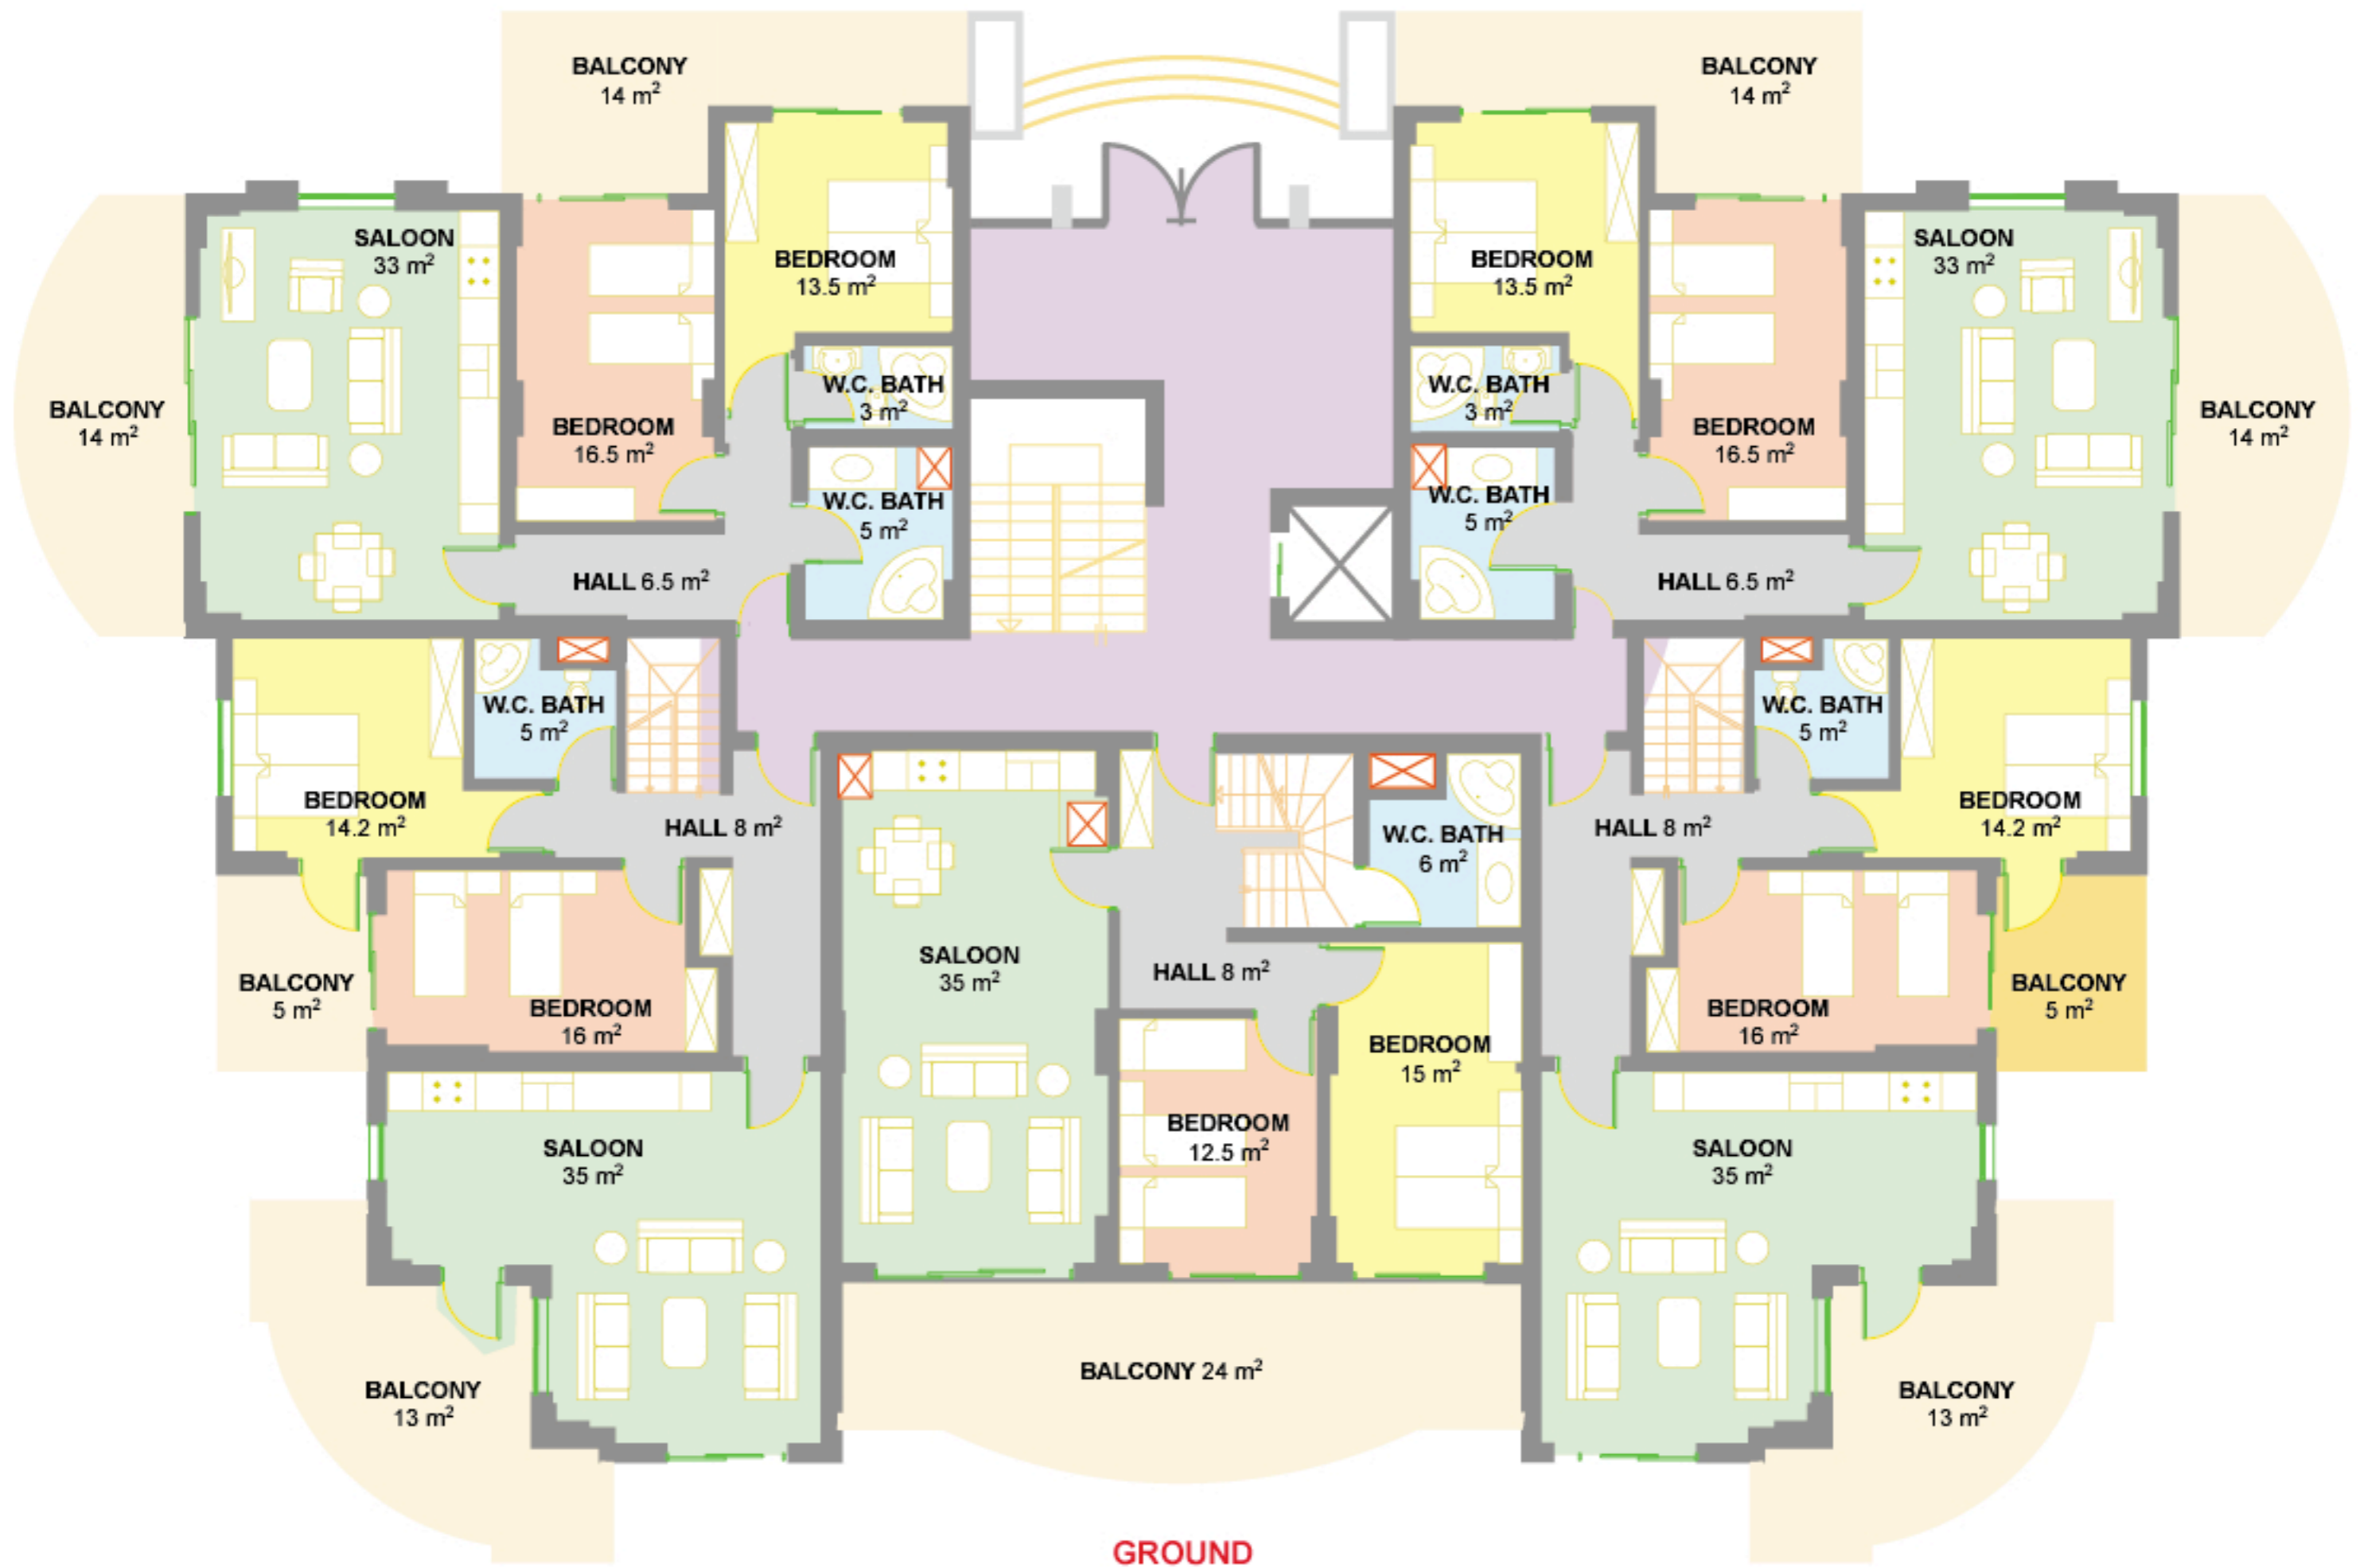 BALCONY
14 m²
BALCONY
14 m²
SALOON
33 m²
BEDROOM
13.5 m²
BEDROOM
13.5 m²
SALOON
33 m²
BALCONY
14 m²
W.C. BATH
3 m²
BEDROOM
16.5 m²
W.C. BATH
5 m²
W.C. BATH
3 m²
BEDROOM
16.5 m²
W.C. BATH
5 m²
BALCONY
14 m²
HALL 6.5 m²
HALL 6.5 m²
W.C. BATH
5 m²
W.C. BATH
5 m²
BEDROOM
14.2 m²
HALL 8 m²
W.C. BATH
6 m²
HALL 8 m²
BEDROOM
14.2 m²
BALCONY
5 m²
BEDROOM
16 m²
SALOON
35 m²
HALL 8 m²
BEDROOM
15 m²
BEDROOM
16 m²
BALCONY
5 m²
SALOON
35 m²
BEDROOM
12.5 m²
SALOON
35 m²
BALCONY
13 m²
BALCONY 24 m²
BALCONY
13 m²
GROUND